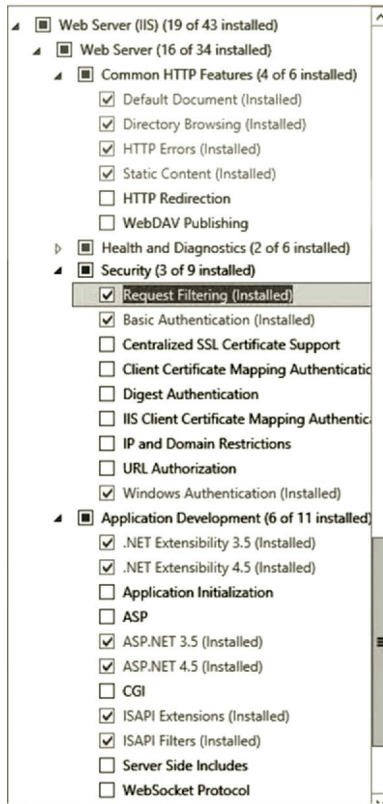 Web Server (IIS) (19 of 43 installed)
Web Server (16 of 34 installed)
Common HTTP Features (4 of 6 installed)
Default Document (Installed)
Directory Browsing (Installed)
HTTP Errors (Installed)
Static Content (Installed)
HTTP Redirection
WebDAV Publishing
Health and Diagnostics (2 of 6 installed)
Security (3 of 9 installed)
Request Filtering (Installed)
Basic Authentication (Installed)
Centralized SSL Certificate Support
Client Certificate Mapping Authenticatic
Digest Authentication
IIS Client Certificate Mapping Authentic
IP and Domain Restrictions
URL Authorization
Windows Authentication (Installed)
Application Development (6 of 11 installed)
.NET Extensibility 3.5 (Installed)
.NET Extensibility 4.5 (Installed)
Application Initialization
ASP
ASP.NET 3.5 (Installed)
ASP.NET 4.5 (Installed)
CGI
ISAPI Extensions (Installed)
ISAPI Filters (Installed)
Server Side Includes
WebSocket Protocol